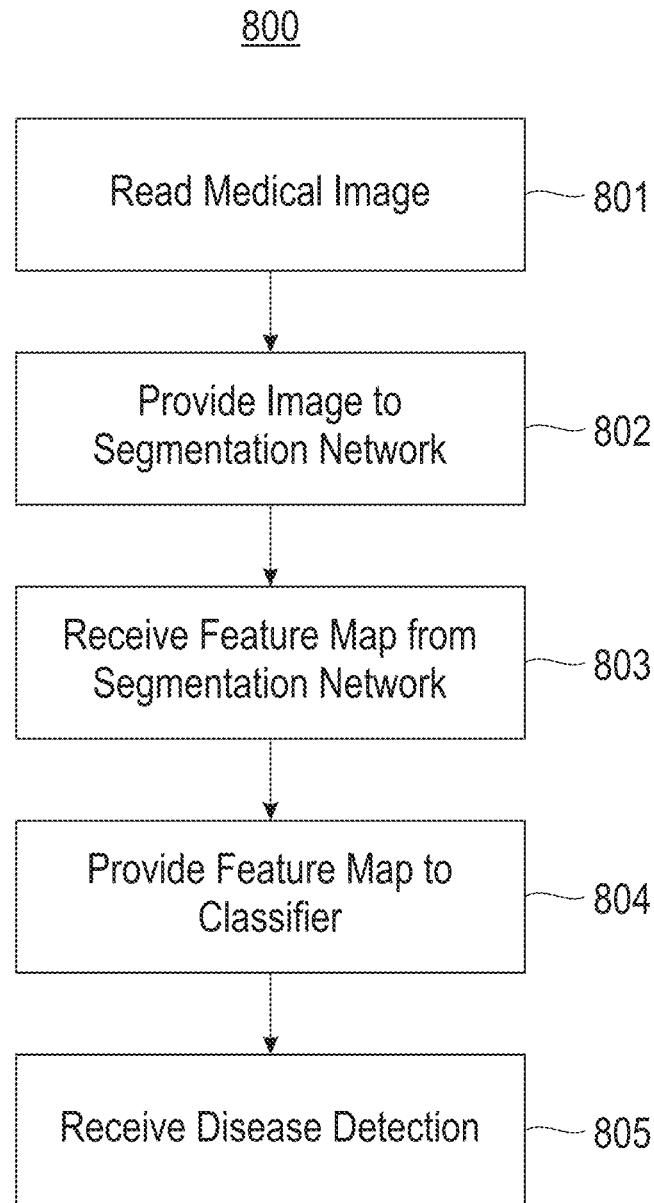 800
Read Medical Image
801
Provide Image to
Segmentation Network
802
Receive Feature Map from
Segmentation Network
803
Provide Feature Map to
Classifier
804
Receive Disease Detection
805